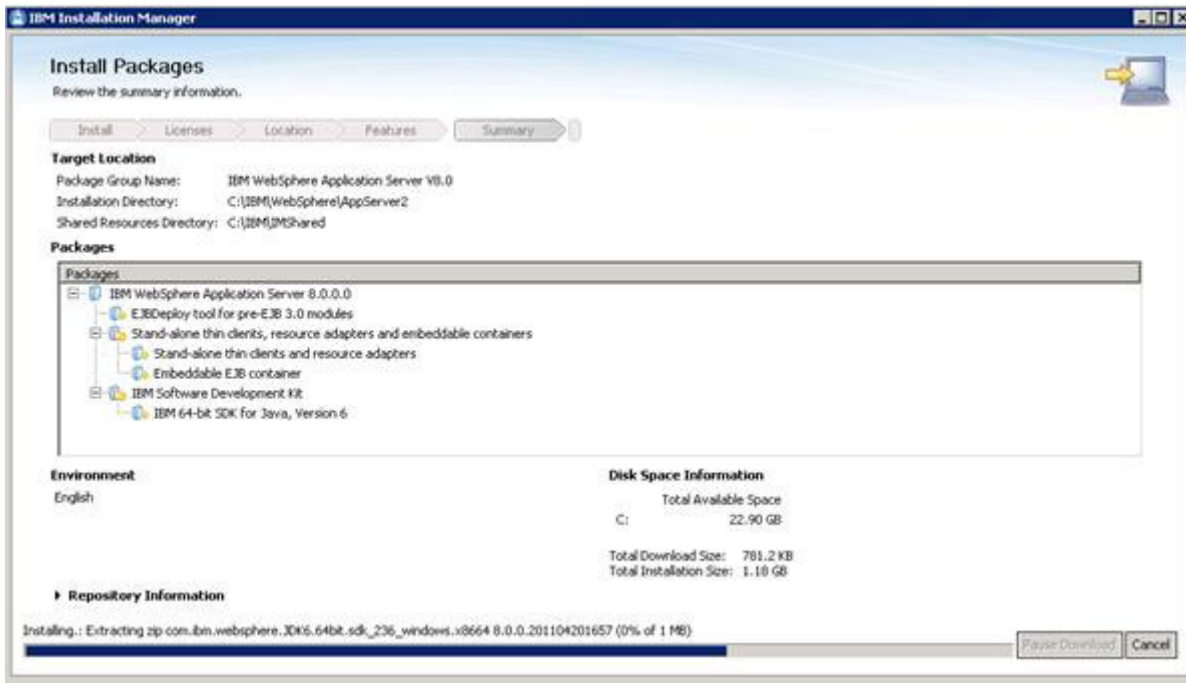 IBM Installation Manager
Install Packages
Review the summary information.
Install Licenses Location Features Summary
Target Location
Package Group Name: IBM WebSphere Application Server V8.0
Installation Directory: C:\IBM\WebSphere\AppServer2
Shared Resources Directory: C:\IBM\IMShared
Packages
Packages
IBM WebSphere Application Server 8.0.0.0
EJBDeploy tool for pre-EJB 3.0 modules
Stand-alone thin clients, resource adapters and embeddable containers
Stand-alone thin clients and resource adapters
Embeddable EJB container
IBM Software Development Kit
IBM 64-bit SDK for Java, Version 6
Environment
English
Disk Space Information
Total Available Space
C: 22.90 GB
Total Download Size: 781.2 KB
Total Installation Size: 1.18 GB
Repository Information
Installing.: Extracting zip com.ibm.websphere.JDK6.64bit.sdk_236_windows.x8664 8.0.0.201104201657 (0% of 1 MB)
Pause Download Cancel